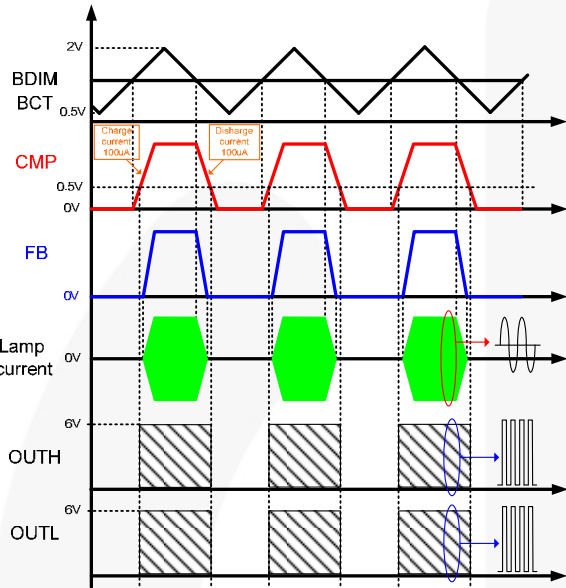 2V
BDIM
BCT
0.5V
Charge
current
100uA
Disharge
current
100uA
CMP
0.5V
0V
FB
0V
Lamp
current
0V
6V
OUTH
6V
OUTL